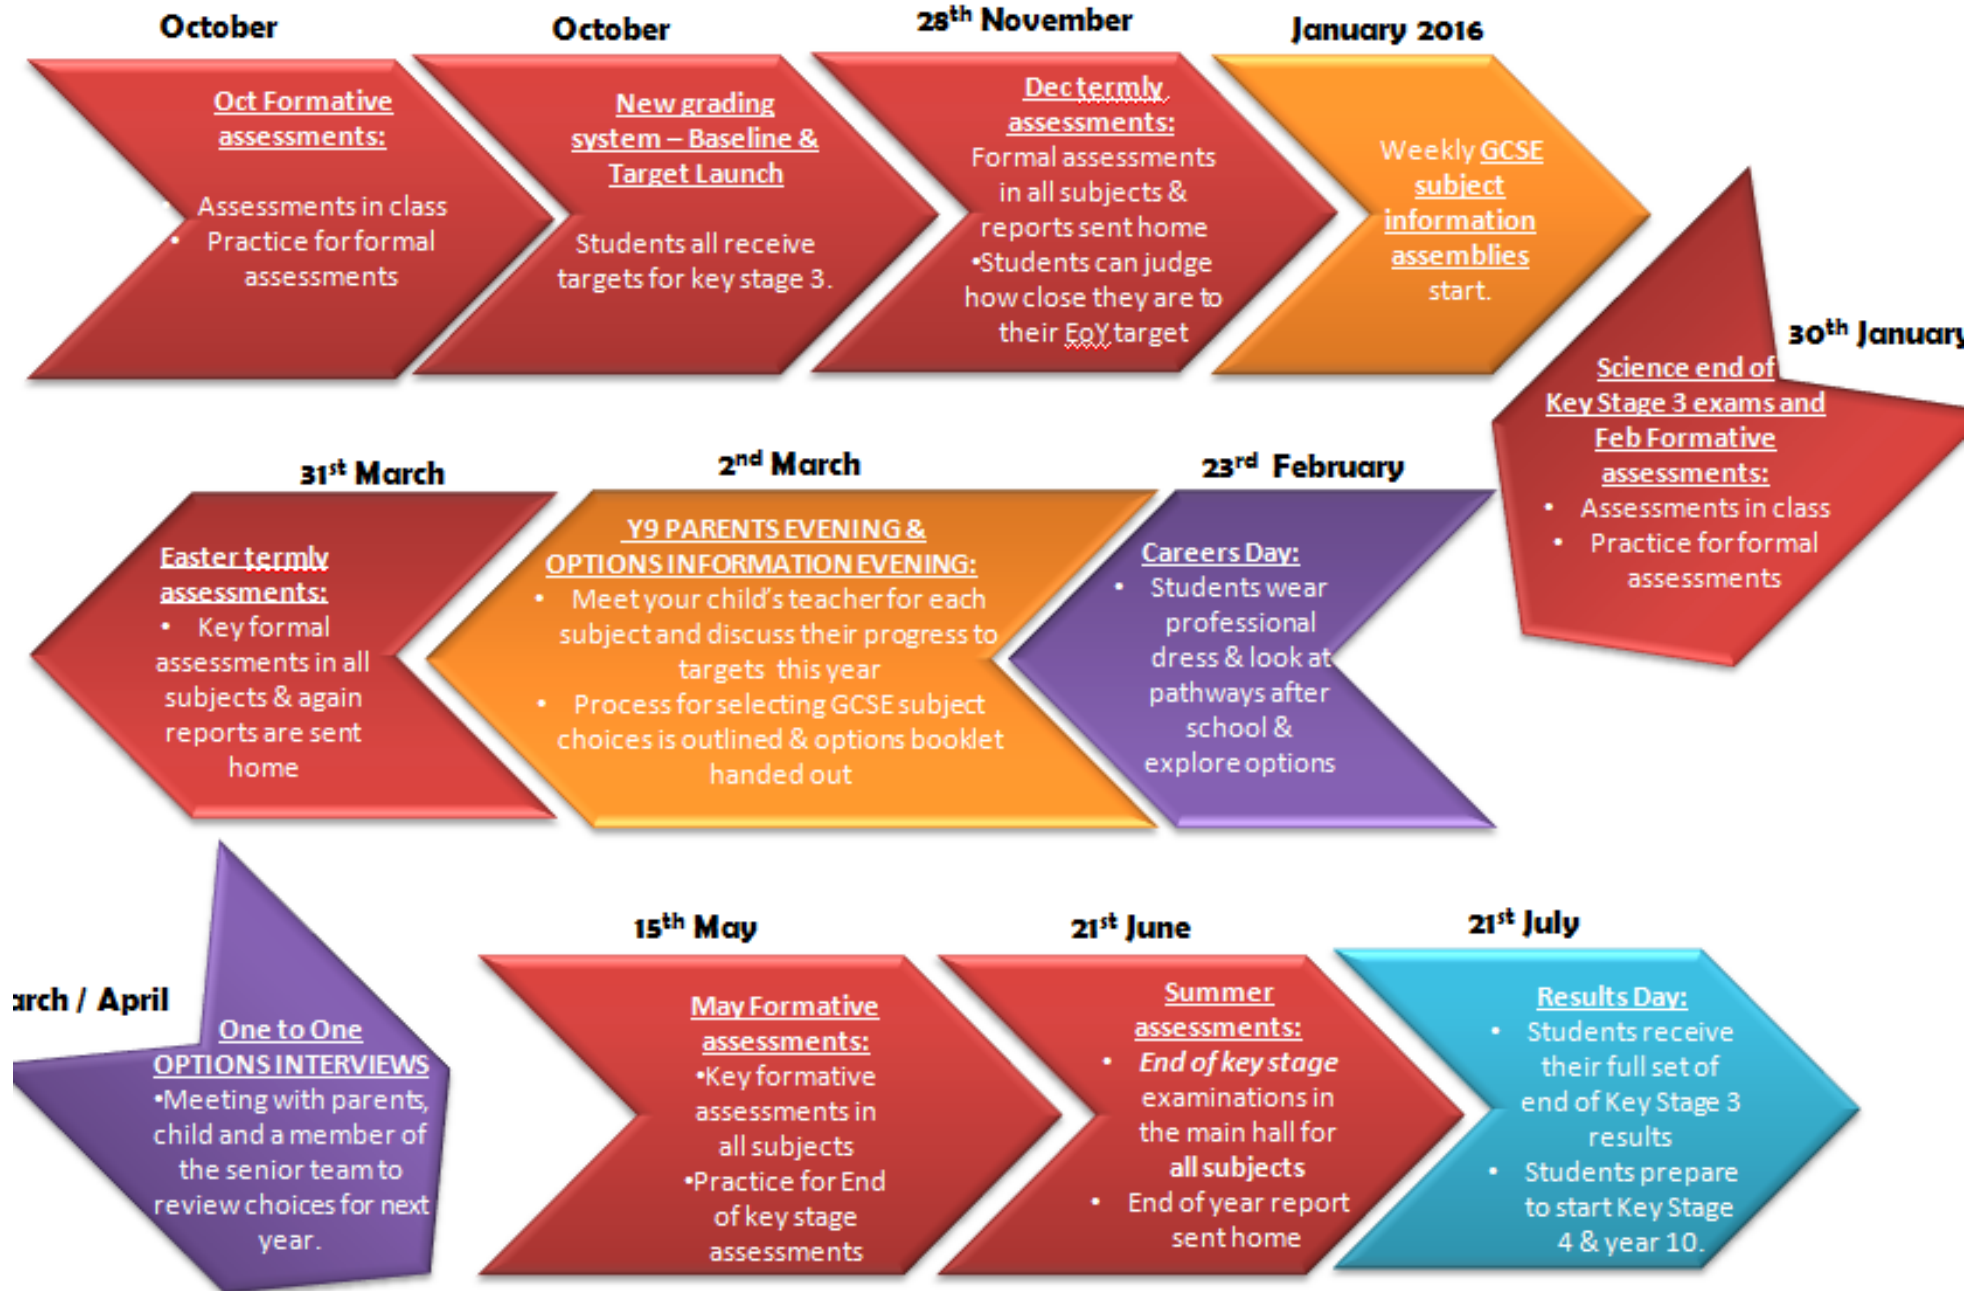 October
Oct Formative
assessments:
• Assessments in class
• Practice for formal
assessments
October
New grading
system – Baseline &
Target Launch
Students all receive
targets for key stage 3.
28th November
Dec termly
assessments:
Formal assessments
in all subjects &
reports sent home
•Students can judge
how close they are to
their EoY target
January 2016
Weekly GCSE
subject
information
assemblies
start.
30th January
Science end of
Key Stage 3 exams and
Feb Formative
assessments:
• Assessments in class
• Practice for formal
assessments
23rd February
Careers Day:
• Students wear
professional
dress & look at
pathways after
school &
explore options
2nd March
Y9 PARENTS EVENING &
OPTIONS INFORMATION EVENING:
• Meet your child's teacher for each
subject and discuss their progress to
targets this year
• Process for selecting GCSE subject
choices is outlined & options booklet
handed out
31st March
Easter termly
assessments:
• Key formal
assessments in all
subjects & again
reports are sent
home
arch / April
One to One
OPTIONS INTERVIEWS
•Meeting with parents,
child and a member of
the senior team to
review choices for next
year.
15th May
May Formative
assessments:
•Key formative
assessments in
all subjects
•Practice for End
of key stage
assessments
21st June
Summer
assessments:
• End of key stage
examinations in
the main hall for
all subjects
• End of year report
sent home
21st July
Results Day:
• Students receive
their full set of
end of Key Stage 3
results
• Students prepare
to start Key Stage
4 & year 10.